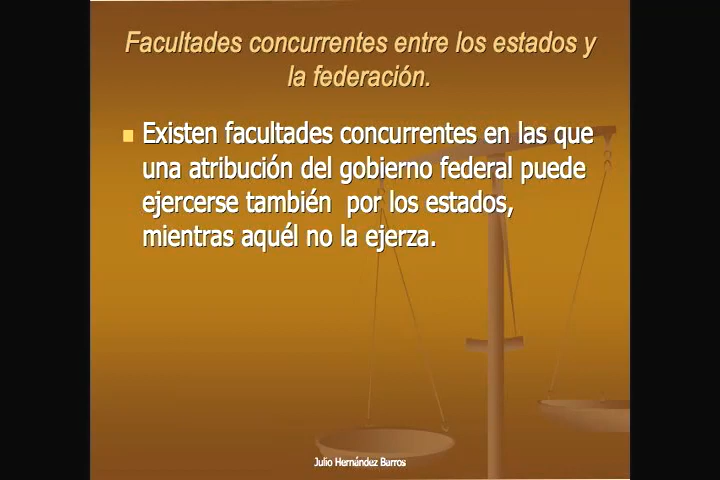 Facultades concurrentes entre los estados y
la federación.
Existen facultades concurrentes en las que
una atribución del gobierno federal puede
ejercerse también por los estados,
mientras aquél no la ejerza.
Julio Hernández Barros